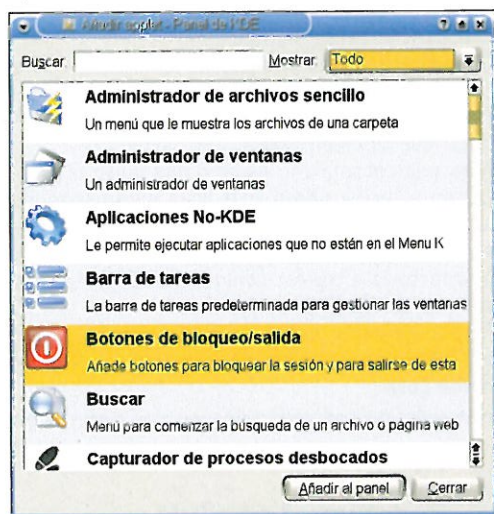 Añadir applet - Panel de KDE
Buscar: Mostrar: Todo
Administrador de archivos sencillo
Un menú que le muestra los archivos de una carpeta
Administrador de ventanas
Un administrador de ventanas
Aplicaciones No-KDE
Le permite ejecutar aplicaciones que no están en el Menu K
Barra de tareas
La barra de tareas predeterminada para gestionar las ventanas
Botones de bloqueo/salida
Añade botones para bloquear la sesión y para salirse de esta
Buscar
Menú para comenzar la búsqueda de un archivo o página web
Capturador de procesos desbocados
Añadir al panel Cerrar